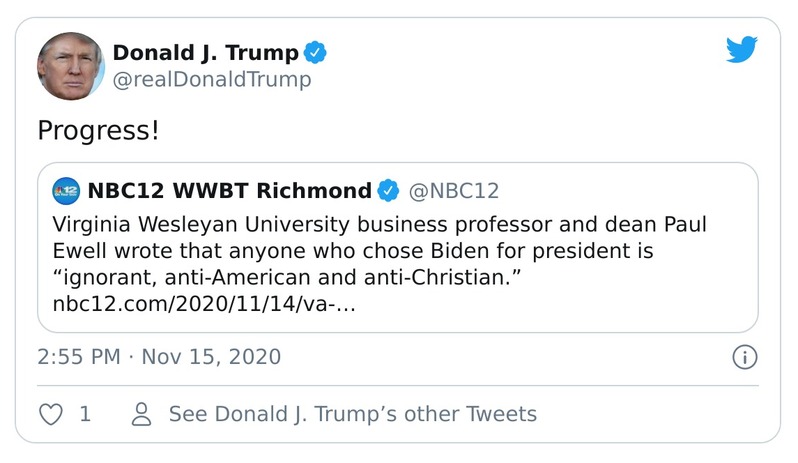 Donald J. Trump
@realDonaldTrump
Progress!
NBC12 WWBT Richmond @NBC12
Virginia Wesleyan University business professor and dean Paul
Ewell wrote that anyone who chose Biden for president is
“ignorant, anti-American and anti-Christian.”
nbc12.com/2020/11/14/va-…
2:55 PM · Nov 15, 2020
1 See Donald J. Trump’s other Tweets